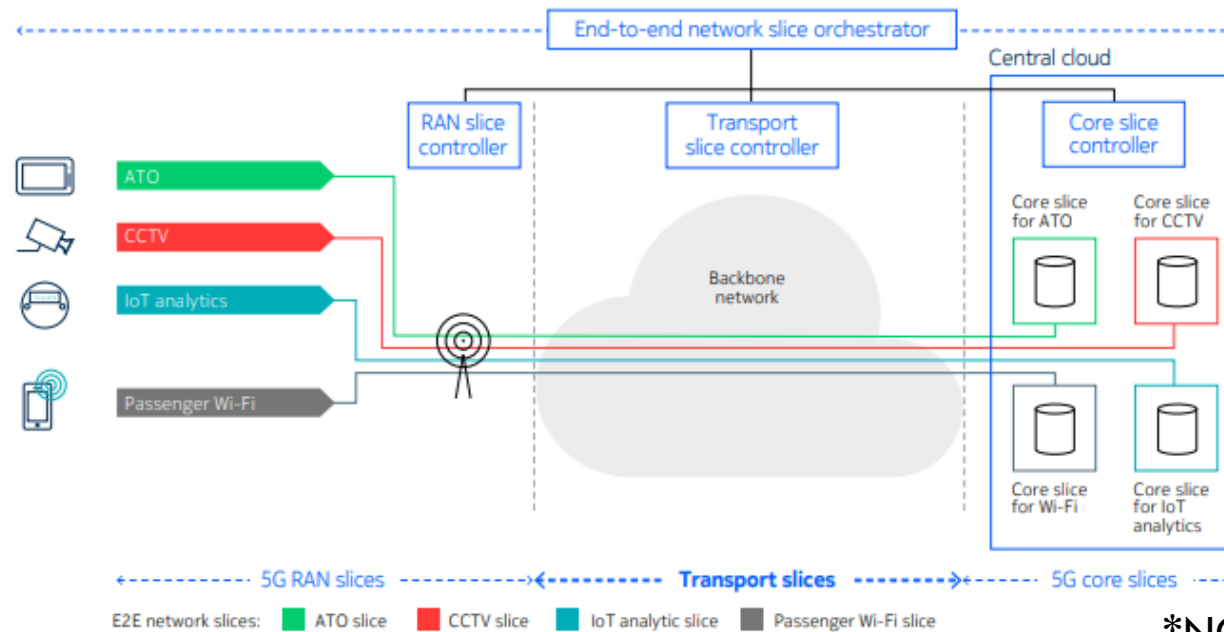 End-to-end network slice orchestrator
Central cloud
RAN slice
controller
Transport
slice controller
Core slice
controller
ATO
CCTV
IoT analytics
Passenger Wi-Fi
Backbone
network
Core slice
for ATO
Core slice
for CCTV
Core slice
for Wi-Fi
Core slice
for IoT
analytics
5G RAN slices
Transport slices
5G core slices
E2E network slices: ATO slice CCTV slice IoT analytic slice Passenger Wi-Fi slice